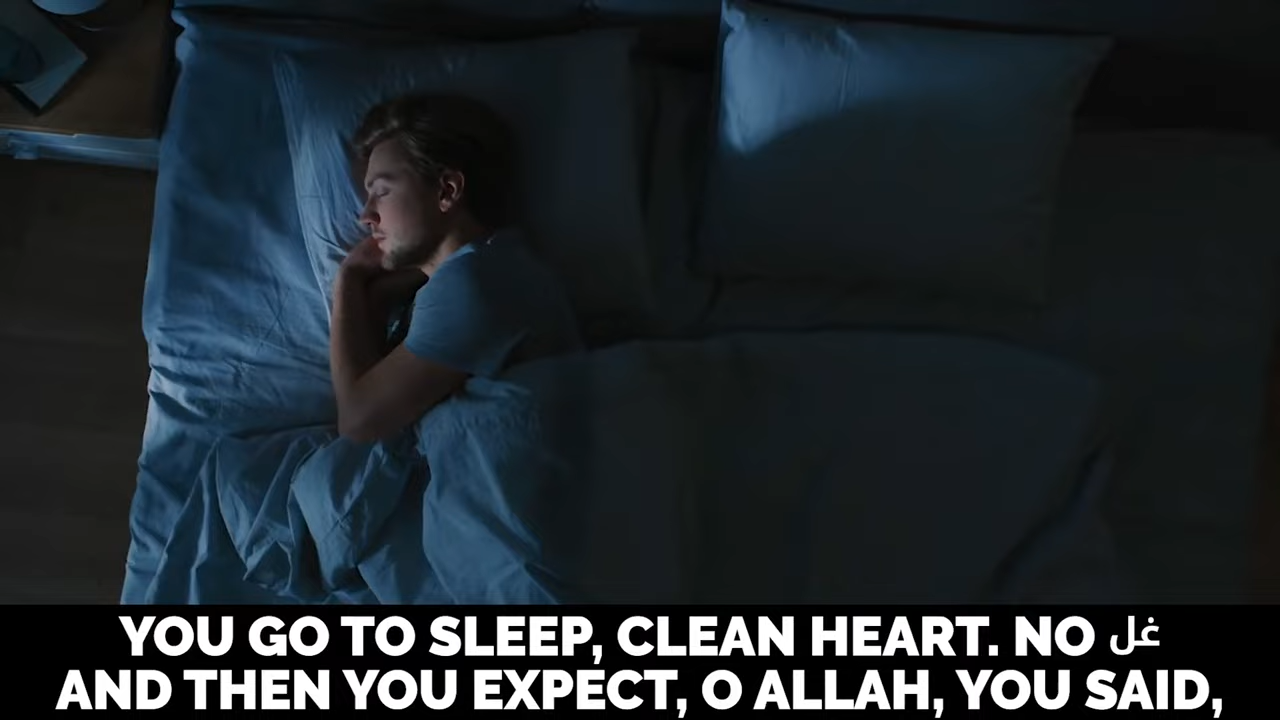 YOU GO TO SLEEP, CLEAN HEART. NO غل
AND THEN YOU EXPECT, O ALLAH, YOU SAID,